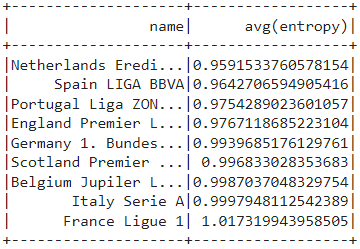 +--------------------+------------------+
|                name|      avg(entropy)|
+--------------------+------------------+
|Netherlands Eredi...|0.9591533760578154|
|     Spain LIGA BBVA|0.9642706594905416|
|Portugal Liga ZON...|0.9754289023601057|
|England Premier L...|0.9767118685223104|
|Germany 1. Bundes...|0.9939685176129761|
|Scotland Premier ...| 0.996833028353683|
|Belgium Jupiler L...|0.9987037048329754|
|       Italy Serie A|0.9997948112542389|
|      France Ligue 1| 1.017319943958505|
+--------------------+------------------+